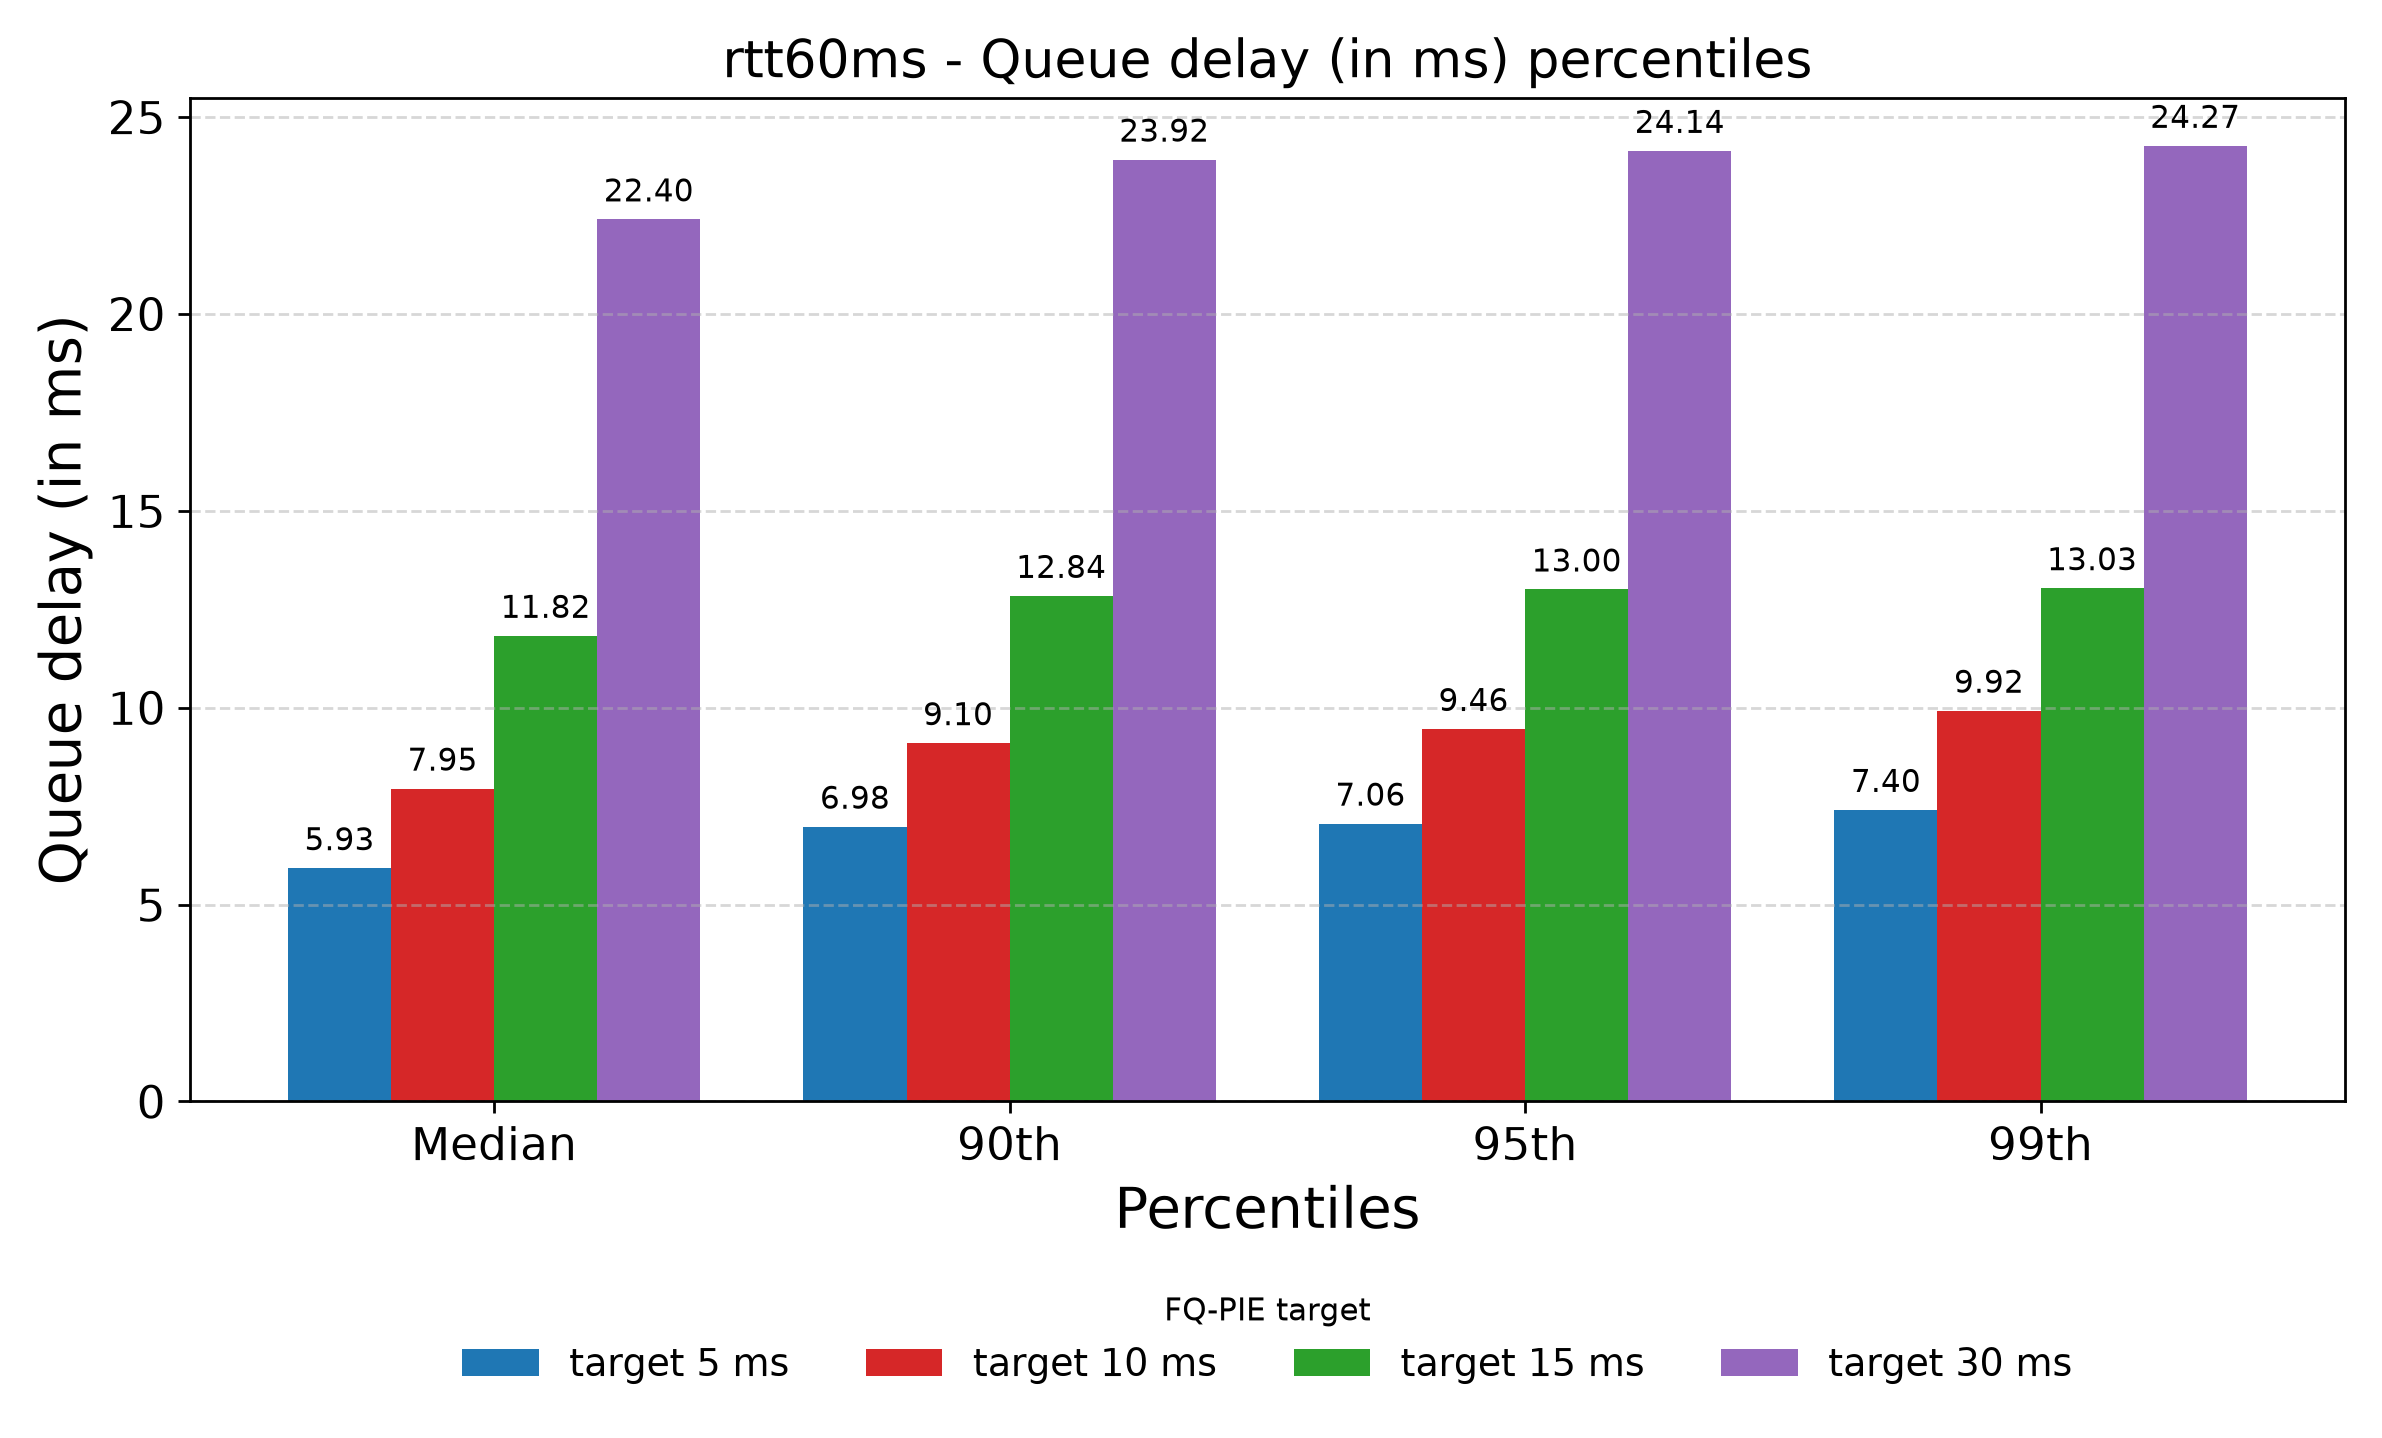 rtt60ms - Queue delay (in ms) percentiles
Queue delay (in ms)
25
20
15
10
5
0
5.93
7.95
11.82
22.40
6.98
9.10
12.84
23.92
7.06
9.46
13.00
24.14
7.40
9.92
13.03
24.27
Median
90th
95th
99th
Percentiles
FQ-PIE target
target 5 ms
target 10 ms
target 15 ms
target 30 ms